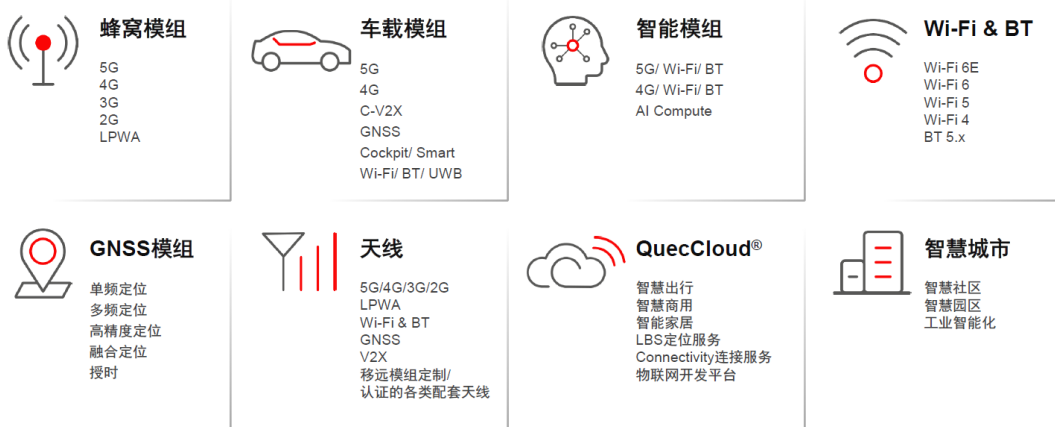 蜂窝模组
5G
4G
3G
2G
LPWA
车载模组
5G
4G
C-V2X
GNSS
Cockpit/ Smart
Wi-Fi/ BT/ UWB
智能模组
5G/ Wi-Fi/ BT
4G/ Wi-Fi/ BT
AI Compute
Wi-Fi & BT
Wi-Fi 6E
Wi-Fi 6
Wi-Fi 5
Wi-Fi 4
BT 5.x
GNSS模组
单频定位
多频定位
高精度定位
融合定位
授时
天线
5G/4G/3G/2G
LPWA
Wi-Fi & BT
GNSS
V2X
移远模组定制/
认证的各类配套天线
QuecCloud®
智慧出行
智慧商用
智能家居
LBS定位服务
Connectivity连接服务
物联网开发平台
智慧城市
智慧社区
智慧园区
工业智能化